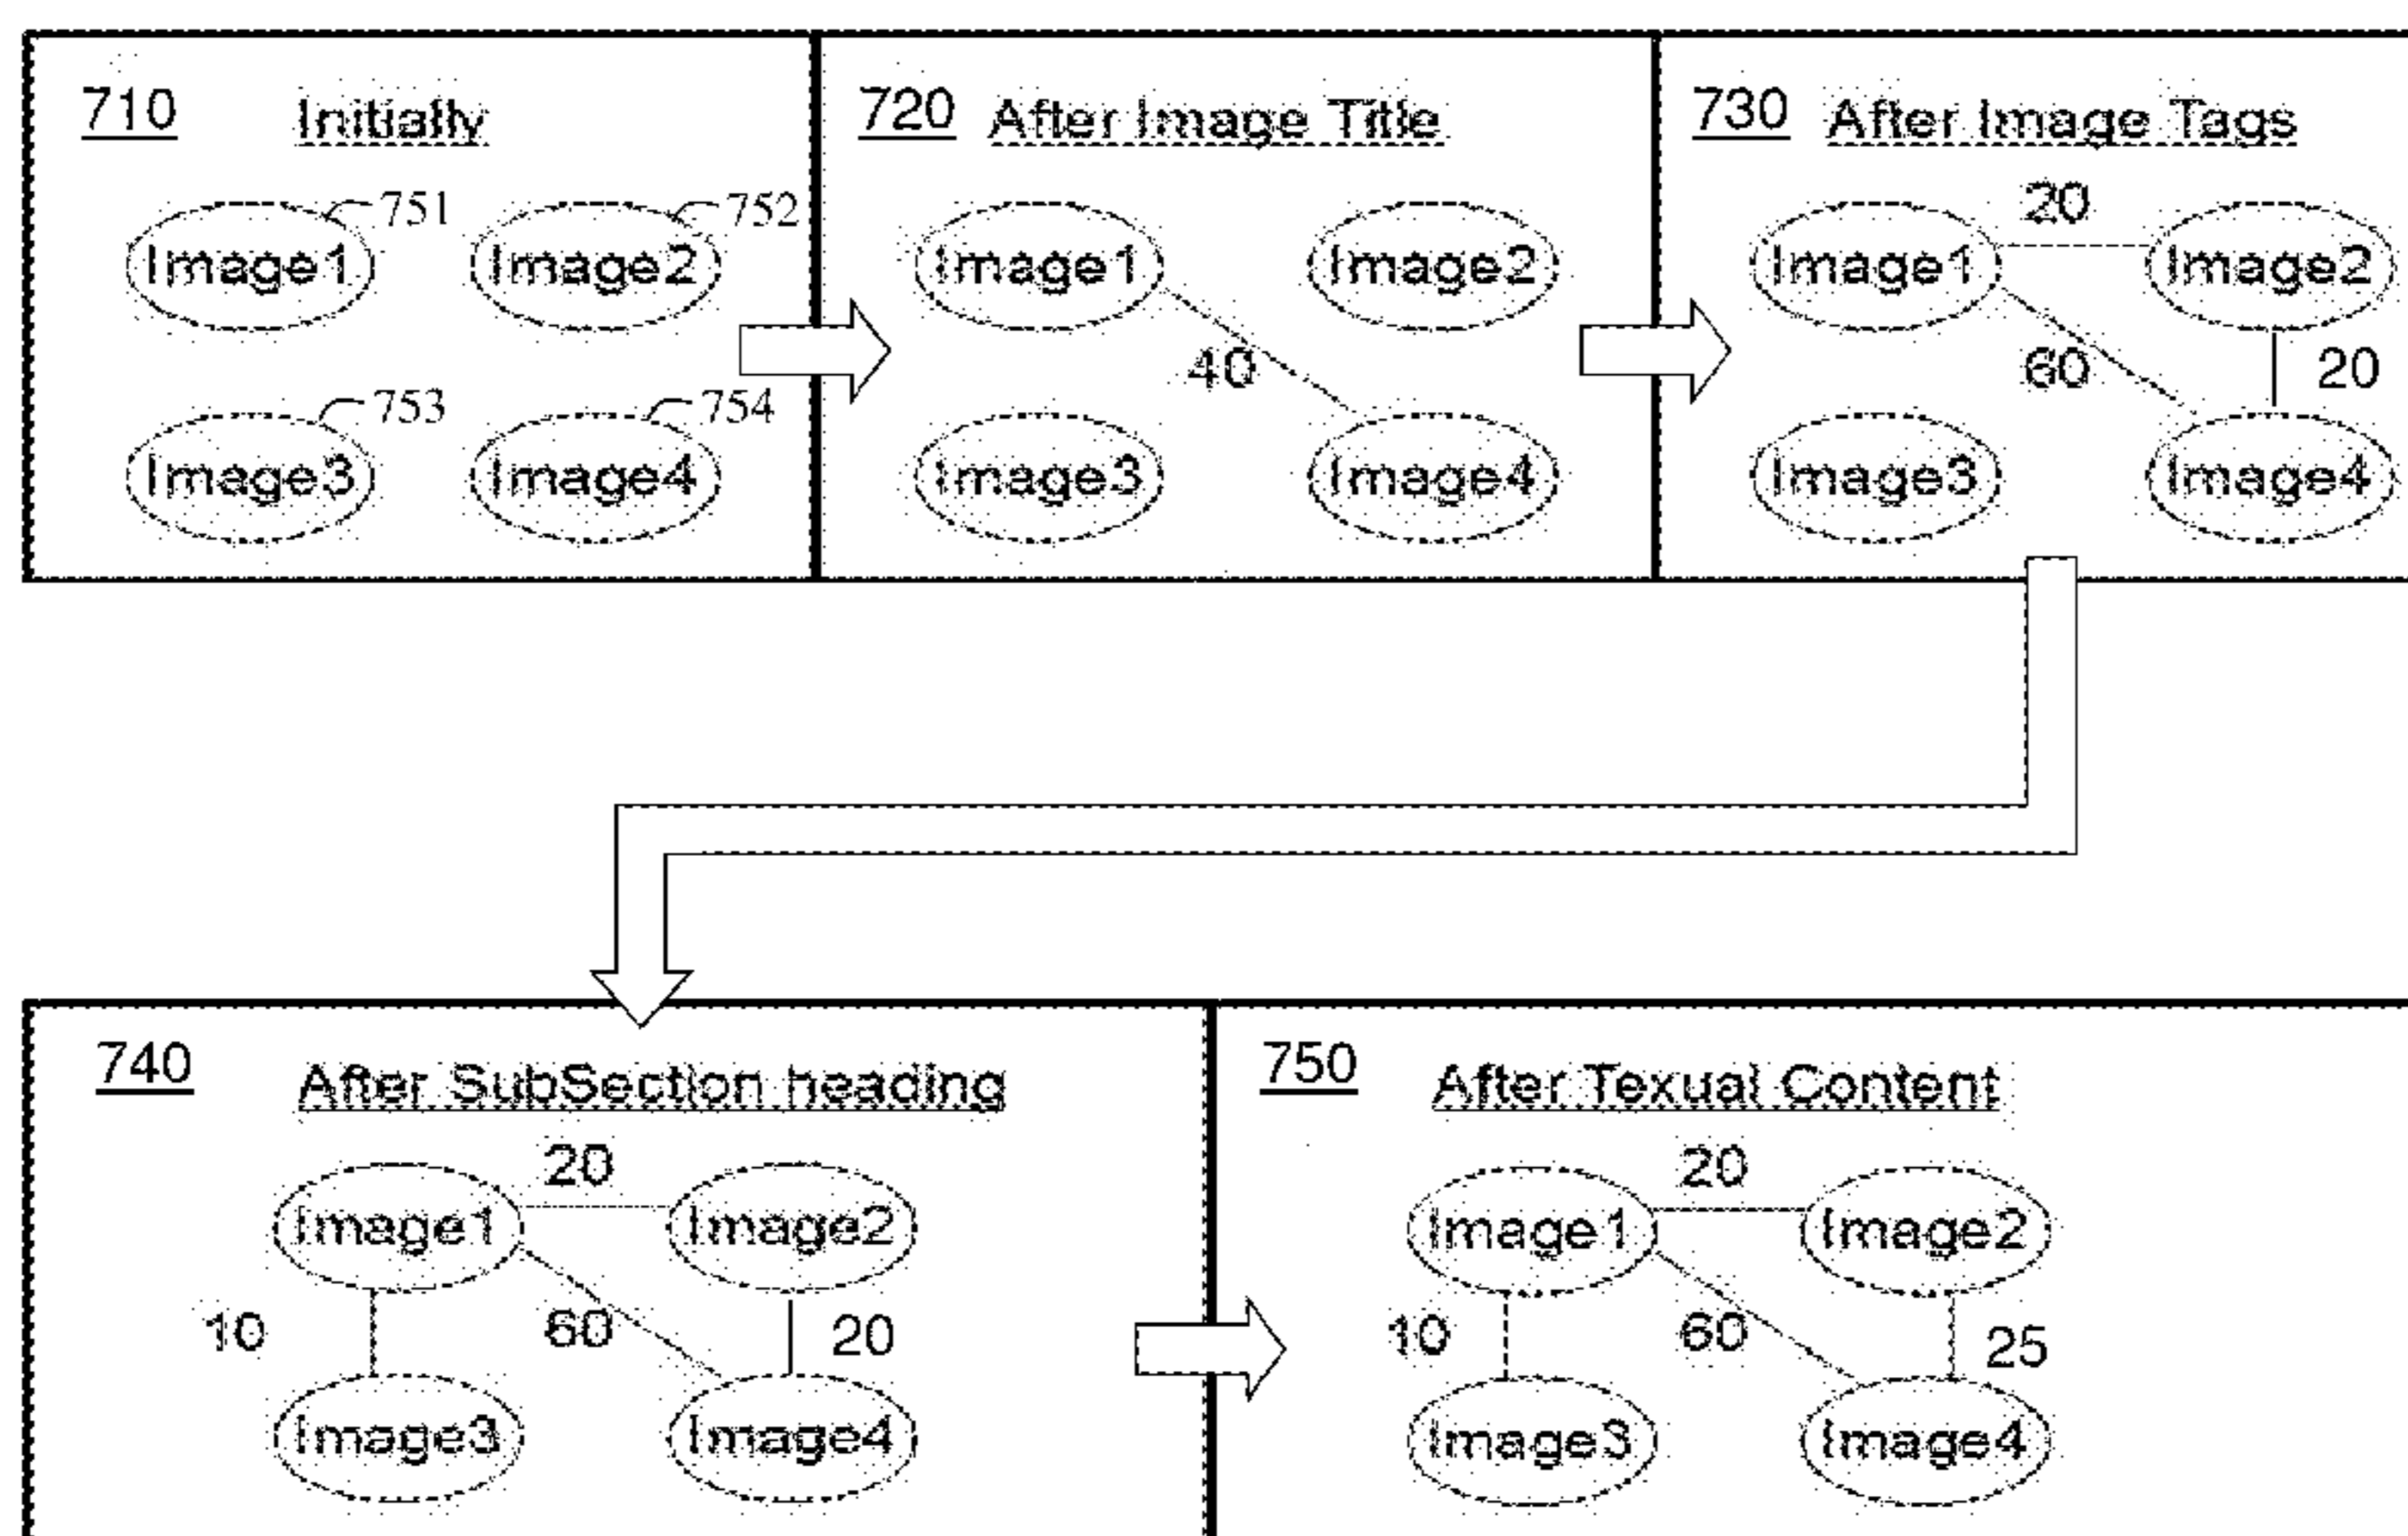 710 Initially
751
752
Image1
Image2
753
754
Image3
Image4
720 After Image Title
Image1
Image2
40
Image3
Image4
730 After Image Tags
20
Image1
Image2
60
20
Image3
Image4
740 After SubSection heading
20
Image1
Image2
10
60
20
Image3
Image4
750 After Texual Content
20
Image1
Image2
10
60
25
Image3
Image4